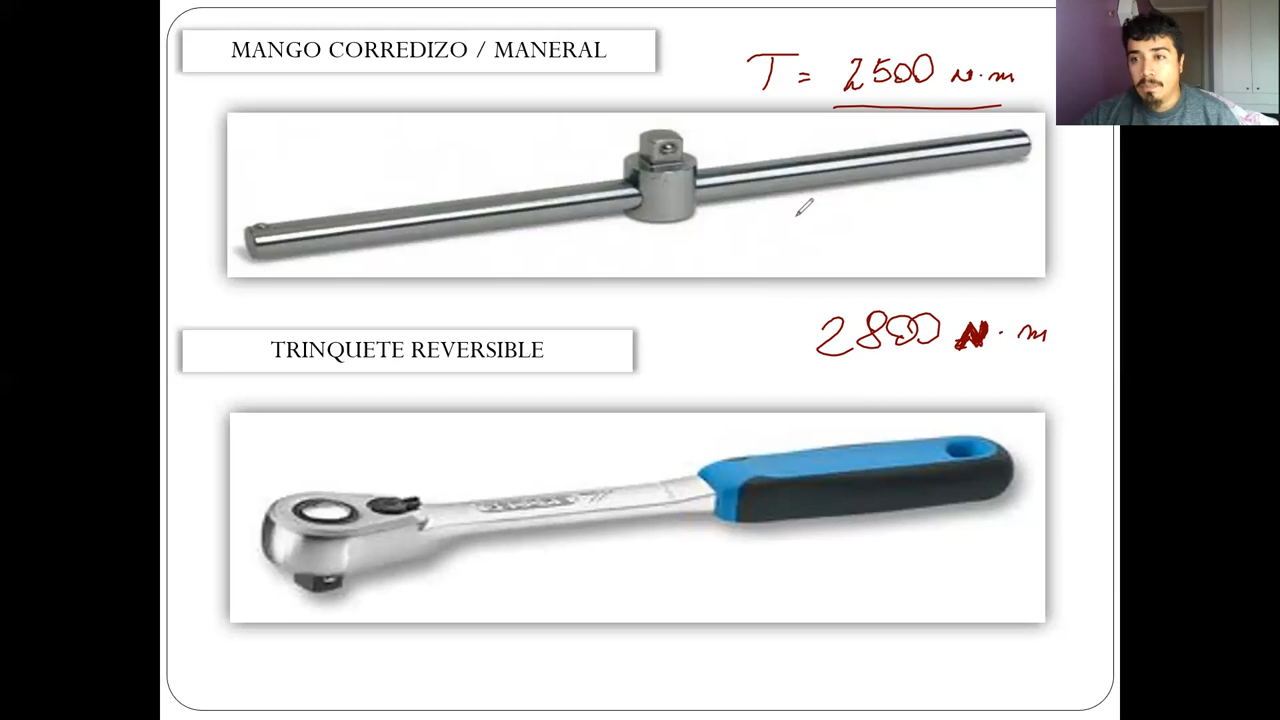 MANGO CORREDIZO / MANERAL
T = 2500 N.m
TRINQUETE REVERSIBLE
2800 N.m